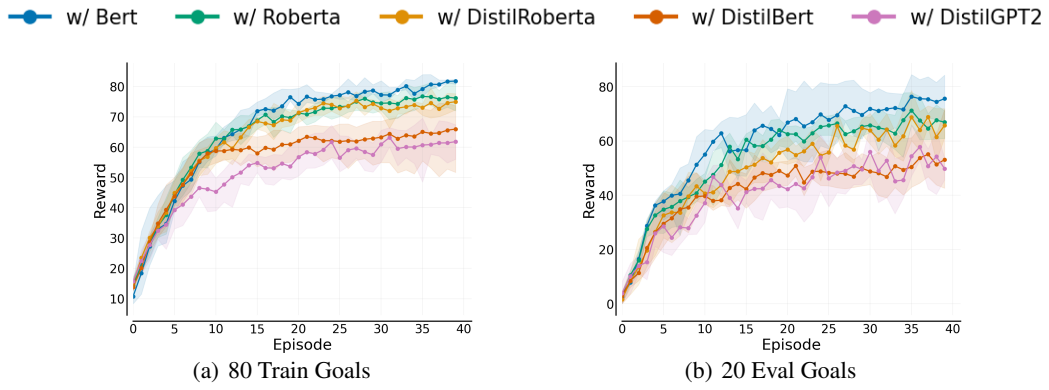 w/ Bert w/ Roberta w/ DistilRoberta w/ DistilBert w/ DistilGPT2
80
70
60
50
40
30
20
10
Reward
0 5 10 15 20 25 30 35 40
Episode
(a) 80 Train Goals
80
60
40
20
0
Reward
0 5 10 15 20 25 30 35 40
Episode
(b) 20 Eval Goals